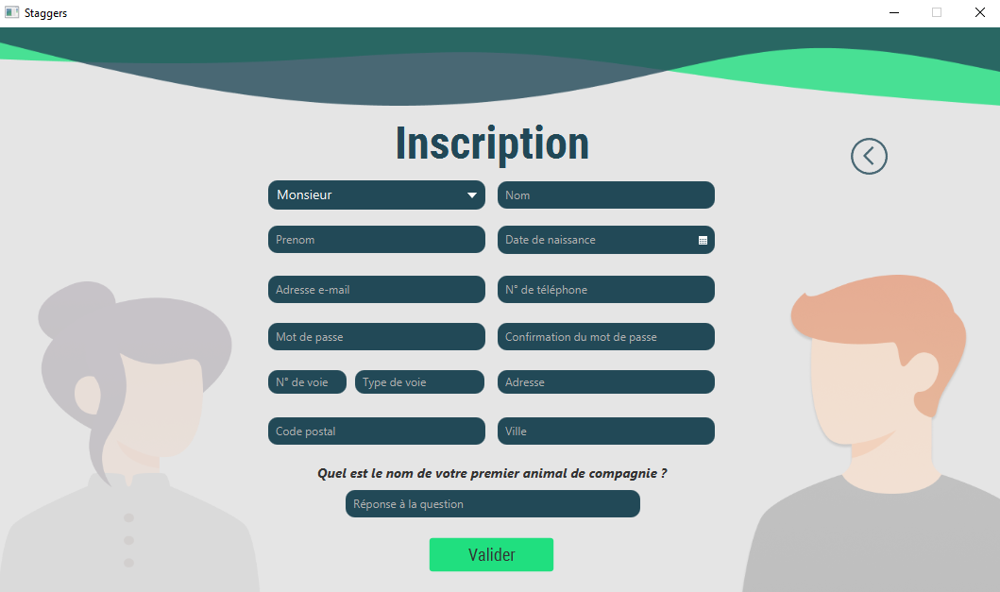 Staggers
Inscription
Monsieur
Nom
Prenom
Date de naissance
Adresse e-mail
N° de téléphone
Mot de passe
Confirmation du mot de passe
N° de voie
Type de voie
Adresse
Code postal
Ville
Quel est le nom de votre premier animal de compagnie ?
Réponse à la question
Valider